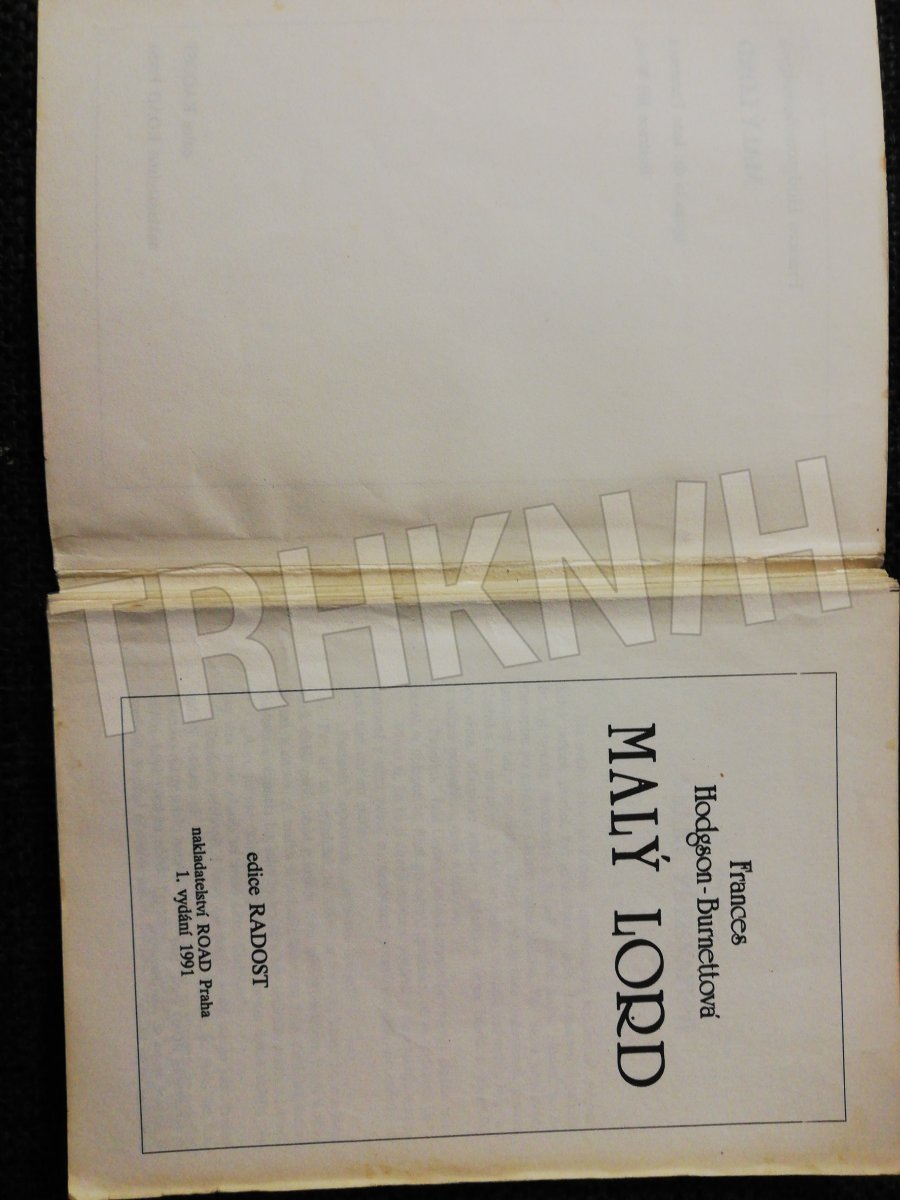 Frances
Hodgson-Burnettová
MALÝ LORD
edice RADOST
nakladatelství ROAD Praha
1. vydání 1991
TRHKNIH